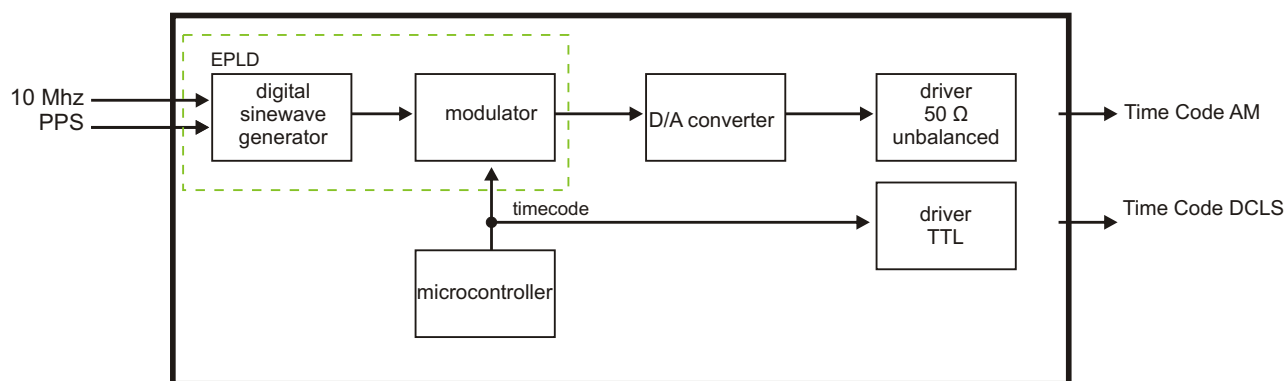 EPLD
10 Mhz
PPS
digital
sinewave
generator
modulator
D/A converter
driver
50 Ω
unbalanced
Time Code AM
timecode
driver
TTL
Time Code DCLS
microcontroller